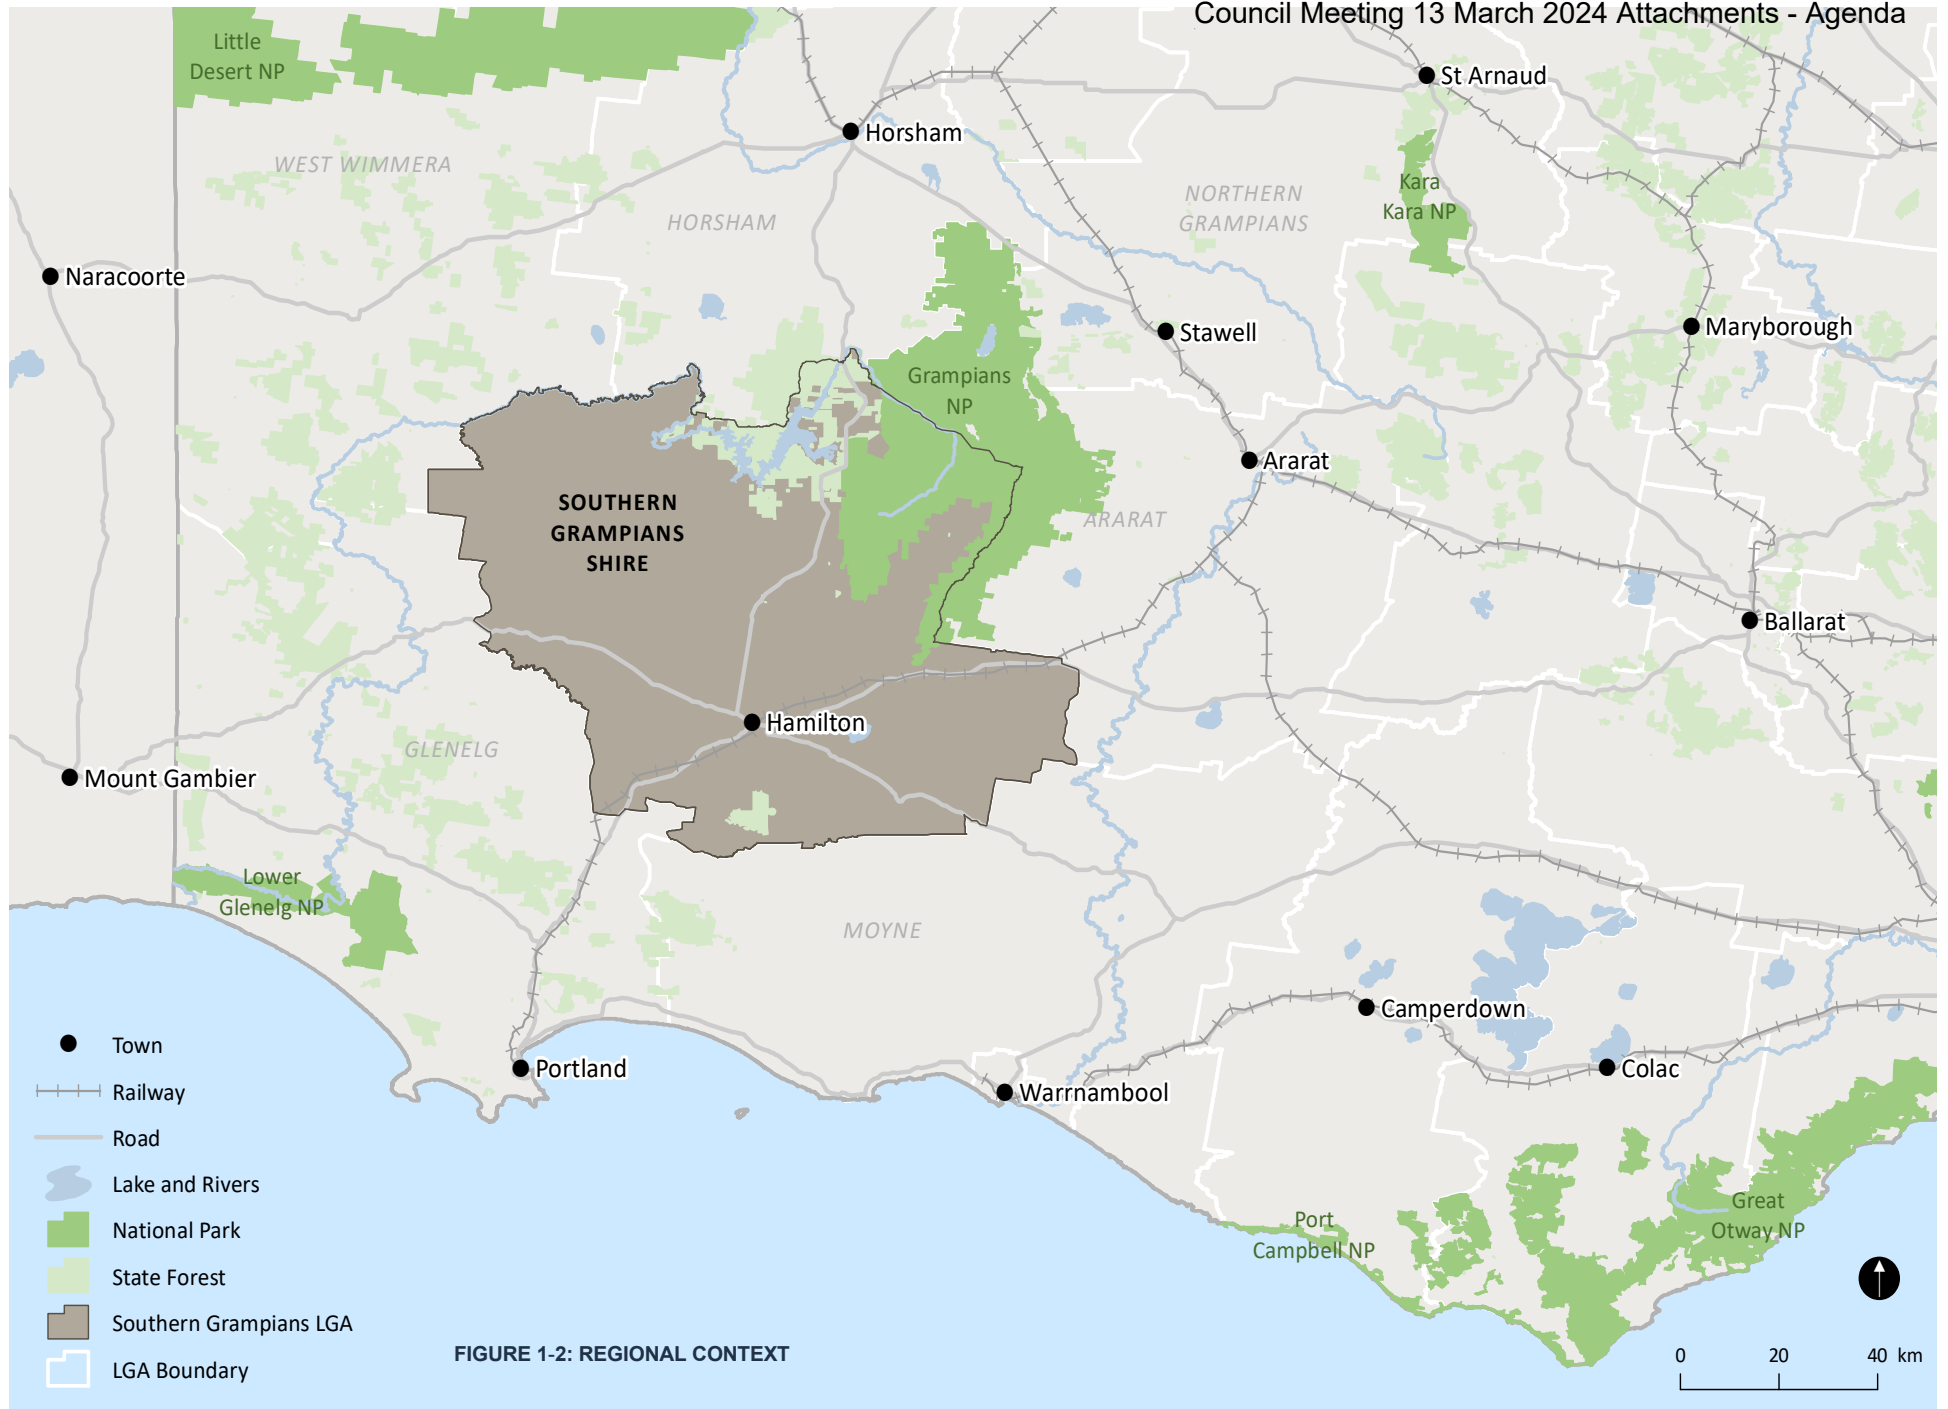 Council Meeting 13 March 2024 Attachments - Agenda
Little
Desert NP
St Arnaud
Horsham
WEST WIMMERA
NORTHERN
GRAMPIANS
Kara
Kara NP
HORSHAM
Naracoorte
Stawell
Maryborough
Grampians
NP
Ararat
SOUTHERN
GRAMPIANS
SHIRE
ARARAT
Ballarat
Hamilton
GLENELG
Mount Gambier
Lower
Glenelg NP
MOYNE
Camperdown
Portland
Colac
Warrnambool
Port
Campbell NP
Great
Otway NP
Town
Railway
Road
Lake and Rivers
National Park
State Forest
Southern Grampians LGA
LGA Boundary
FIGURE 1-2: REGIONAL CONTEXT
0 20 40 km